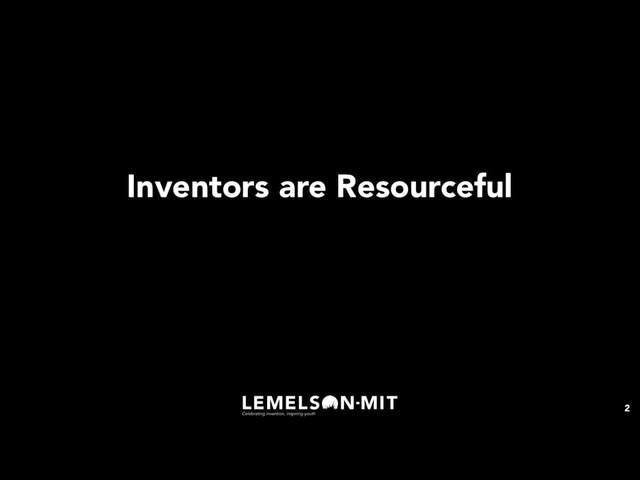 Inventors are Resourceful
LEMELSON-MIT
Celebrating invention, inspiring youth
2